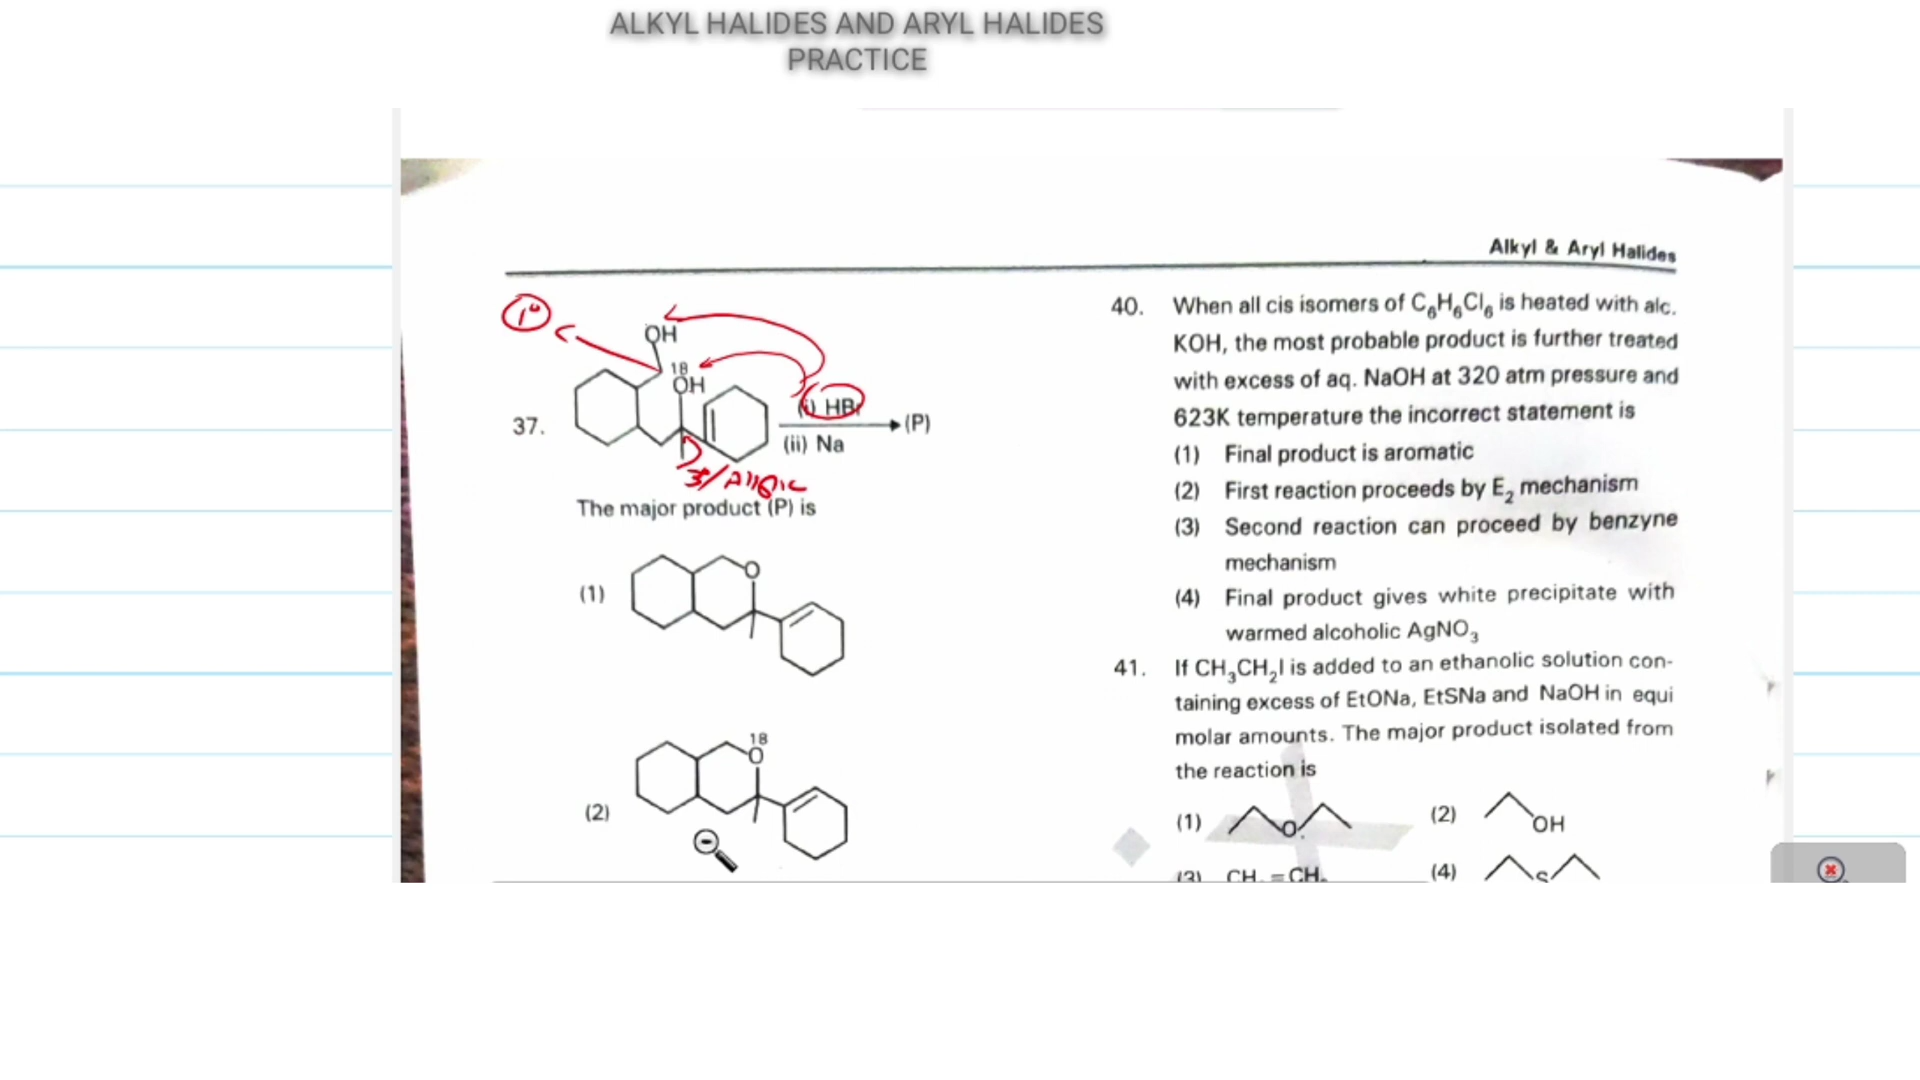 ALKYL HALIDES AND ARYL HALIDES
PRACTICE
Alkyl & Aryl Halides
1°
OH
18
OH
37.
(i) HBr
(ii) Na
(P)
3°/Allylic
The major product (P) is
(1)
O
(2)
18
O
40. When all cis isomers of C₆H₆Cl₆ is heated with alc.
KOH, the most probable product is further treated
with excess of aq. NaOH at 320 atm pressure and
623K temperature the incorrect statement is
(1) Final product is aromatic
(2) First reaction proceeds by E₂ mechanism
(3) Second reaction can proceed by benzyne
mechanism
(4) Final product gives white precipitate with
warmed alcoholic AgNO₃
41. If CH₃CH₂I is added to an ethanolic solution con-
taining excess of EtONa, EtSNa and NaOH in equi
molar amounts. The major product isolated from
the reaction is
(1) O
(2) OH
(3) CH₂ = CH₂
(4) S